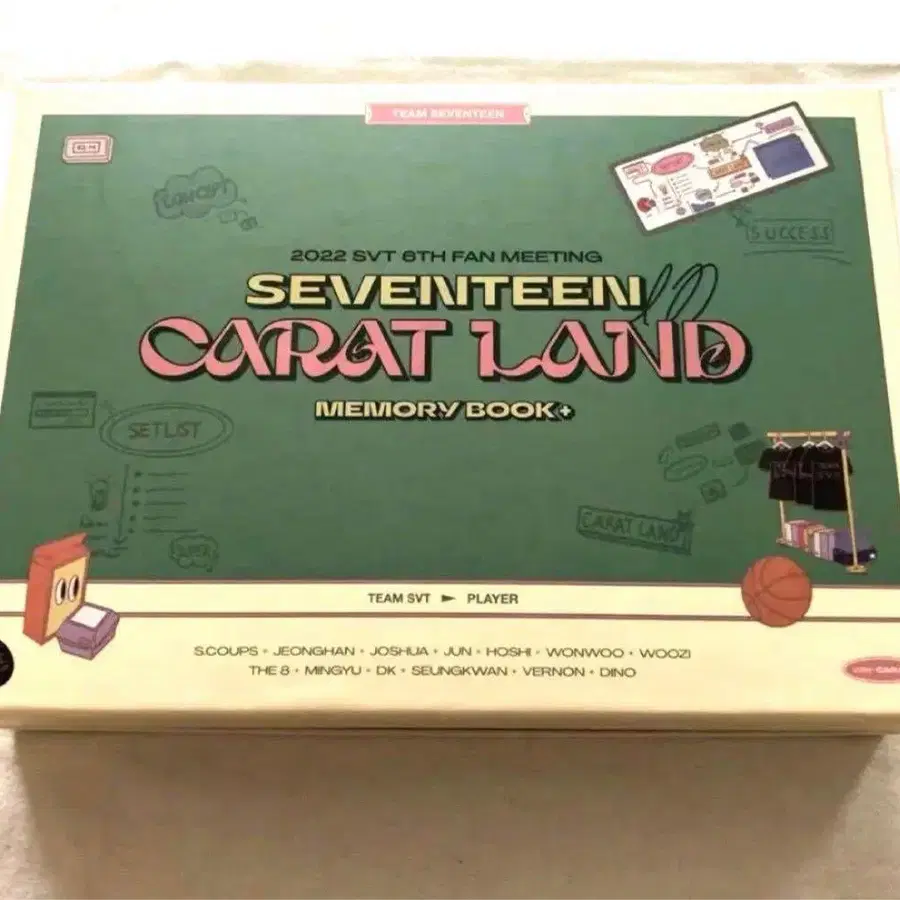 TEAM SEVENTEEN
CONCEPT
SUCCESS
2022 SVT 6TH FAN MEETING
SEVENTEEN
CARAT LAND
MEMORY BOOK+
SETLIST
CARAT LAND
TEAM SVT ► PLAYER
S.COUPS • JEONGHAN • JOSHUA • JUN • HOSHI • WONWOO • WOOZI
THE 8 • MINGYU • DK • SEUNGKWAN • VERNON • DINO